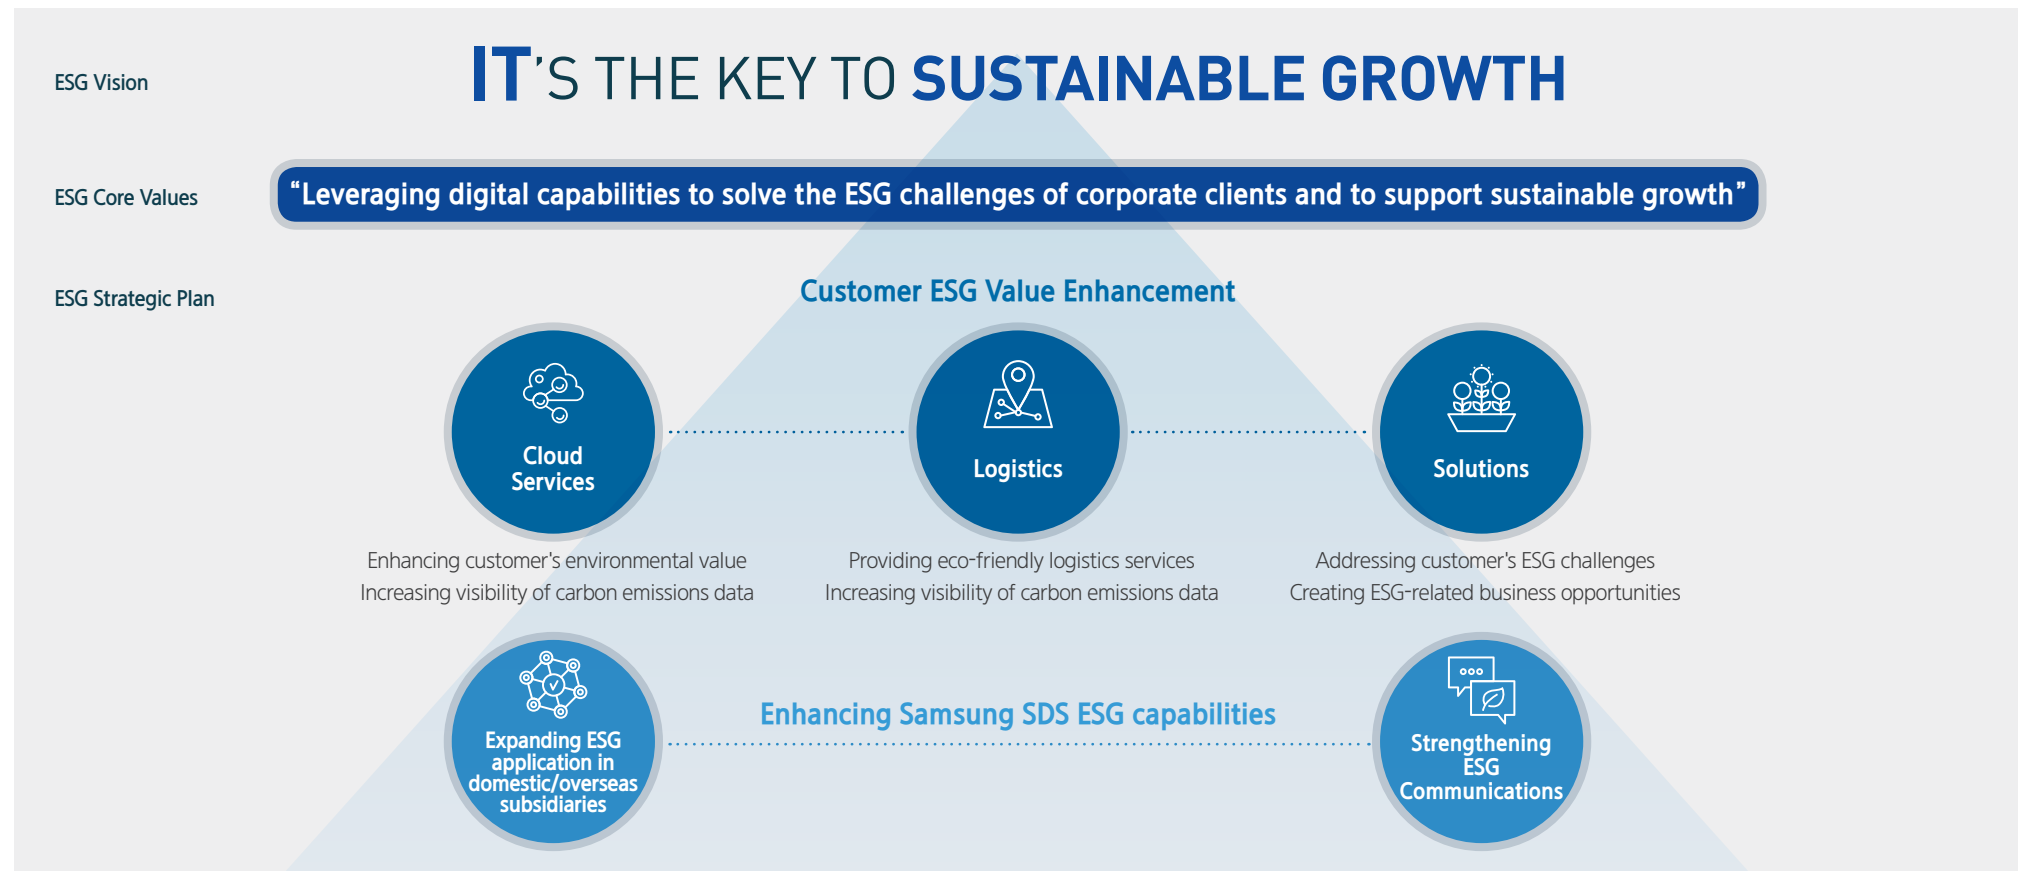 ESG Vision
IT'S THE KEY TO SUSTAINABLE GROWTH
ESG Core Values
“Leveraging digital capabilities to solve the ESG challenges of corporate clients and to support sustainable growth”
ESG Strategic Plan
Customer ESG Value Enhancement
Cloud
Services
Logistics
Solutions
Enhancing customer's environmental value
Increasing visibility of carbon emissions data
Providing eco-friendly logistics services
Increasing visibility of carbon emissions data
Addressing customer's ESG challenges
Creating ESG-related business opportunities
Expanding ESG
application in
domestic/overseas
subsidiaries
Enhancing Samsung SDS ESG capabilities
Strengthening
ESG
Communications